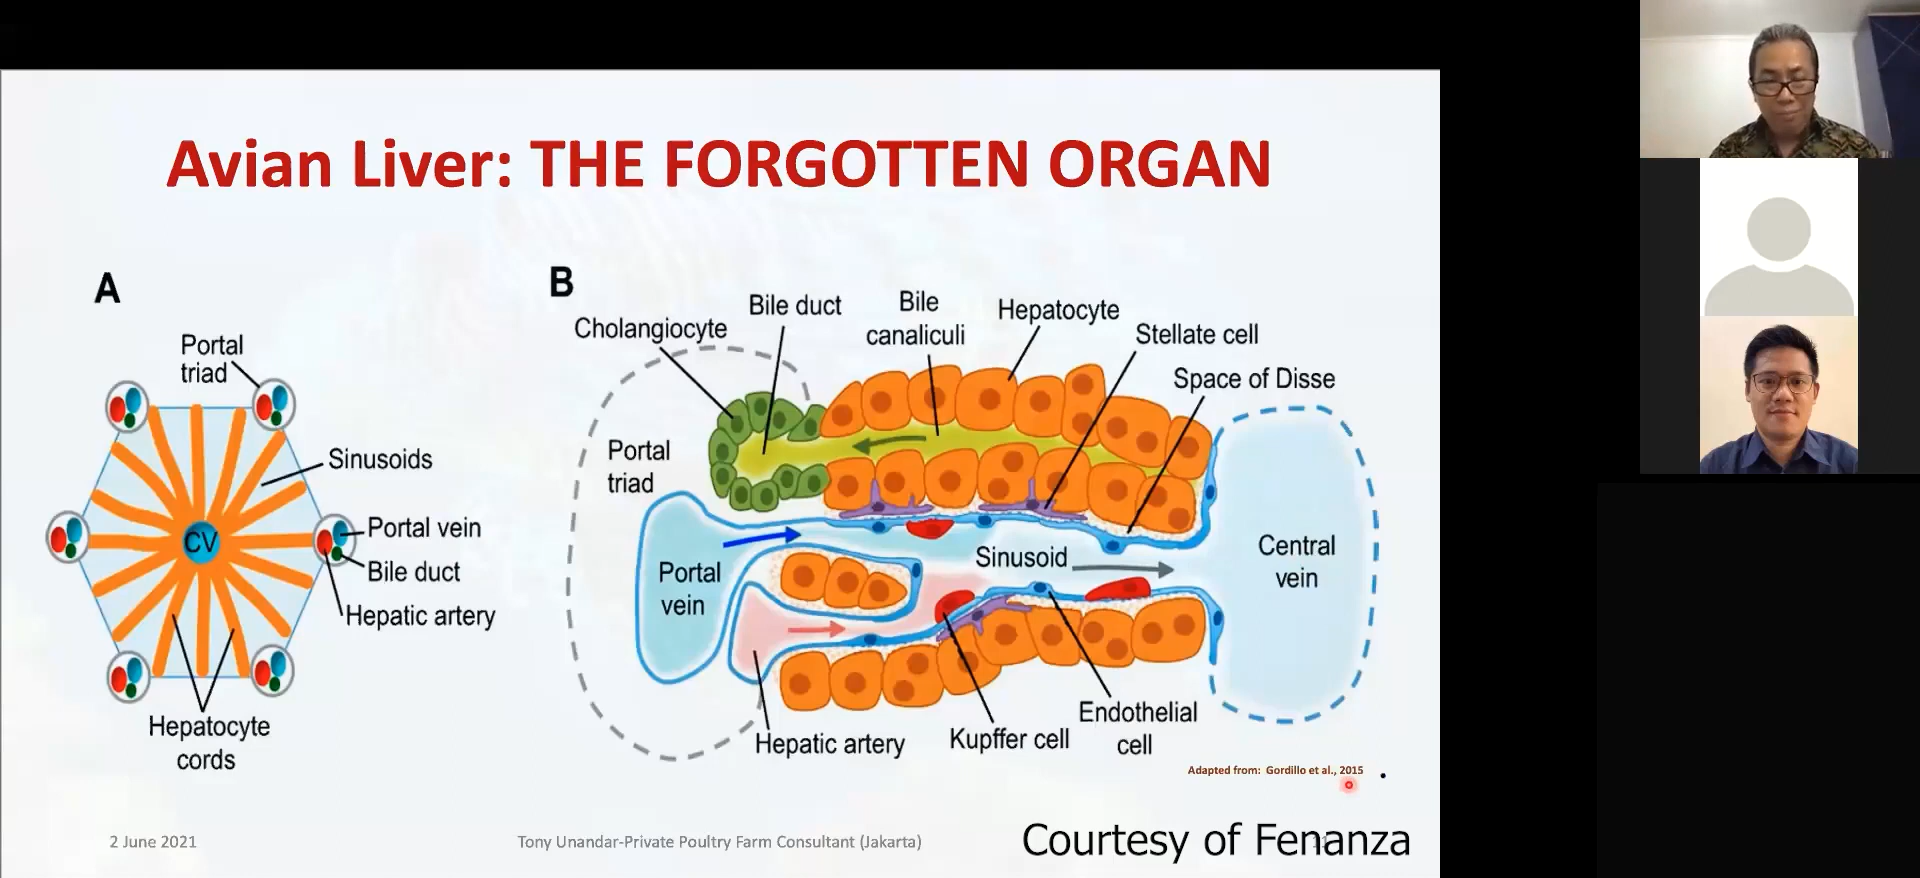 Avian Liver: THE FORGOTTEN ORGAN
A
Portal
triad
Sinusoids
CV
Portal vein
Bile duct
Hepatic artery
Hepatocyte
cords
B
Cholangiocyte
Bile duct
Bile
canaliculi
Hepatocyte
Stellate cell
Space of Disse
Portal
triad
Portal
vein
Sinusoid
Central
vein
Hepatic artery
Kupffer cell
Endothelial
cell
Adapted from: Gordillo et al., 2015
2 June 2021
Tony Unandar-Private Poultry Farm Consultant (Jakarta)
Courtesy of Fenanza